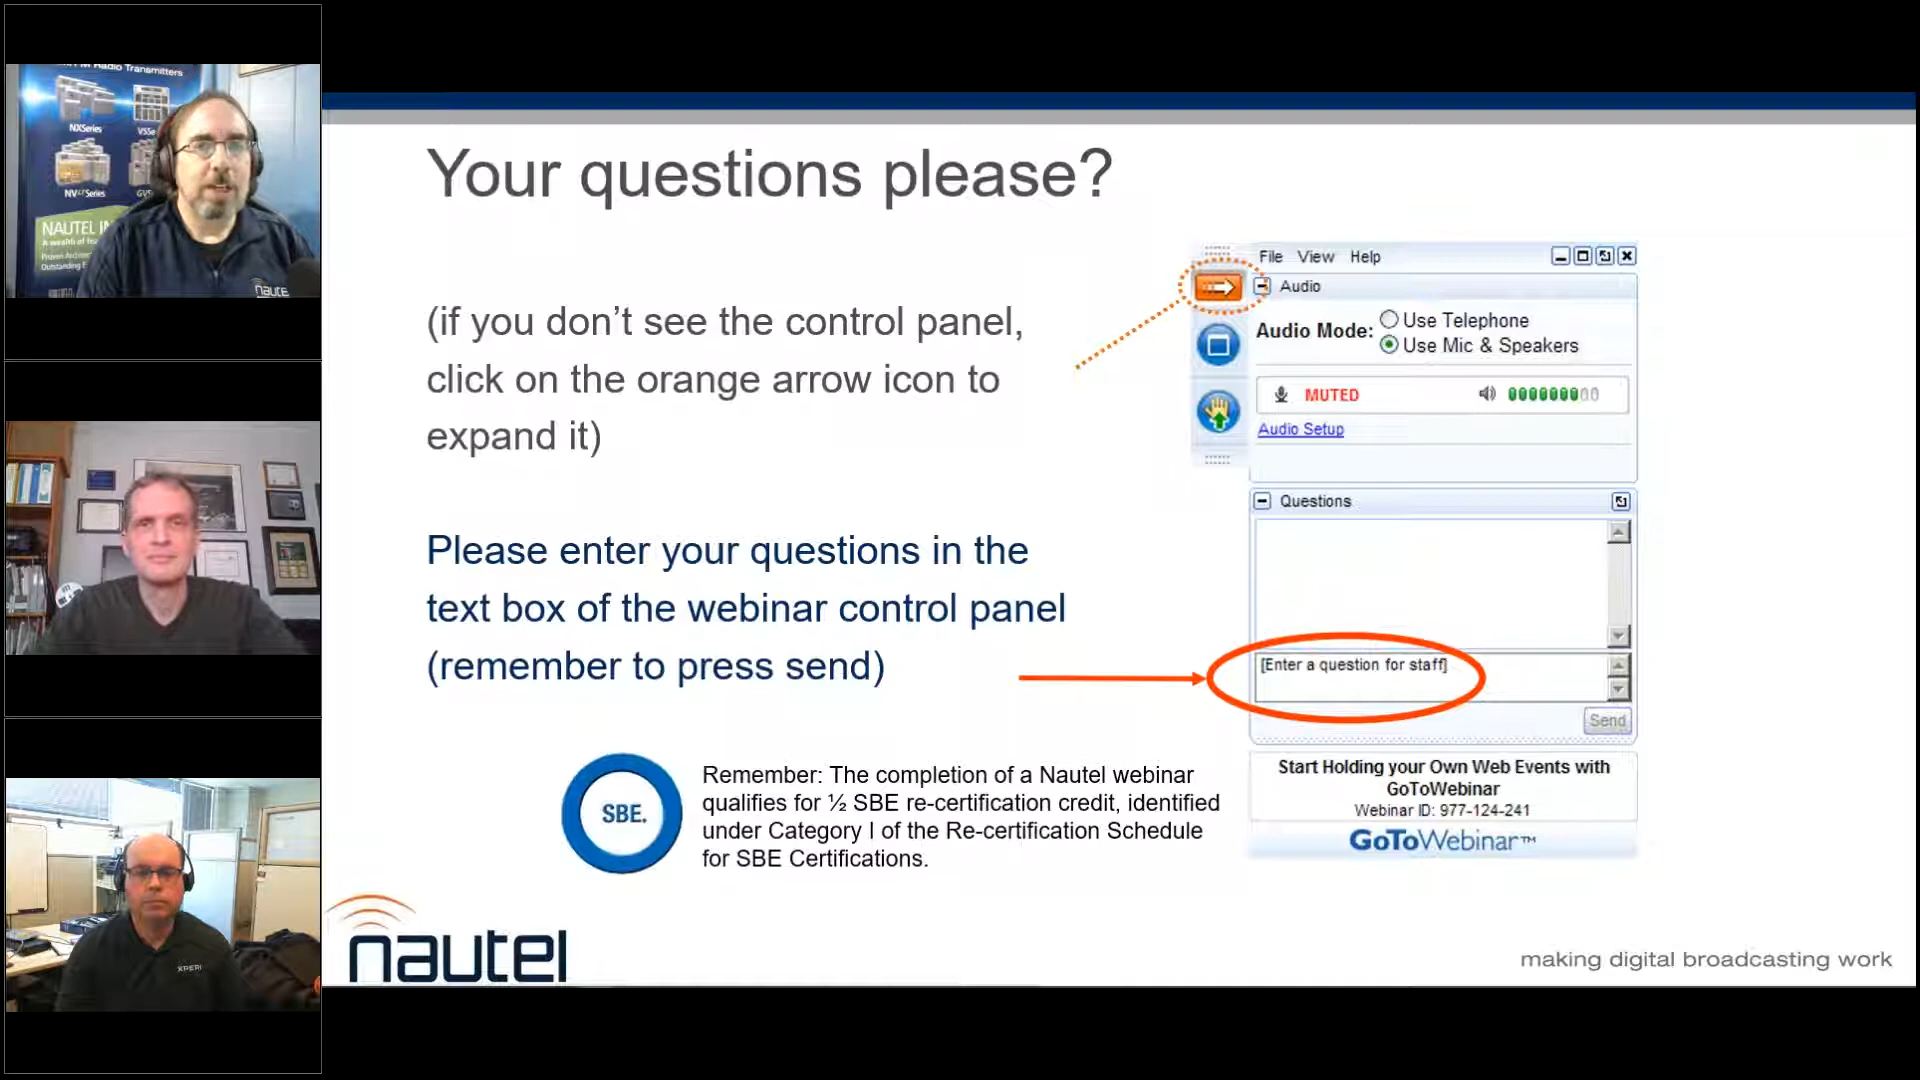 Radio Transmitters
NXSeries
VSSe
NVLTSeries
NAUTEL
A wealth of
Outstanding
XPERI
Your questions please?
(if you don’t see the control panel,
click on the orange arrow icon to
expand it)
Please enter your questions in the
text box of the webinar control panel
(remember to press send)
File View Help
Audio
Audio Mode: Use Telephone
Use Mic & Speakers
MUTED
Audio Setup
Questions
[Enter a question for staff]
Send
Start Holding your Own Web Events with
GoToWebinar
Webinar ID: 977-124-241
GoToWebinar™
SBE.
Remember: The completion of a Nautel webinar
qualifies for ½ SBE re-certification credit, identified
under Category I of the Re-certification Schedule
for SBE Certifications.
nautel
making digital broadcasting work